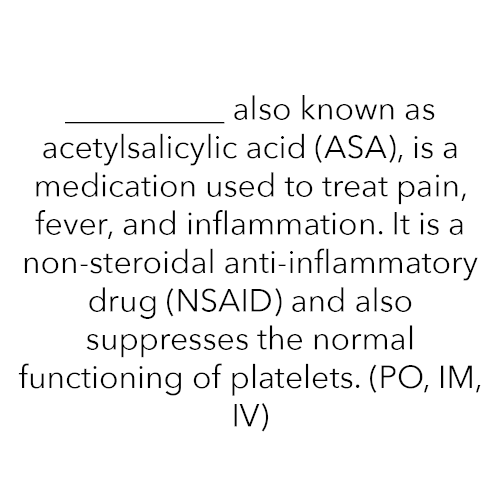 ___________ also known as
acetylsalicylic acid (ASA), is a
medication used to treat pain,
fever, and inflammation. It is a
non-steroidal anti-inflammatory
drug (NSAID) and also
suppresses the normal
functioning of platelets. (PO, IM,
IV)